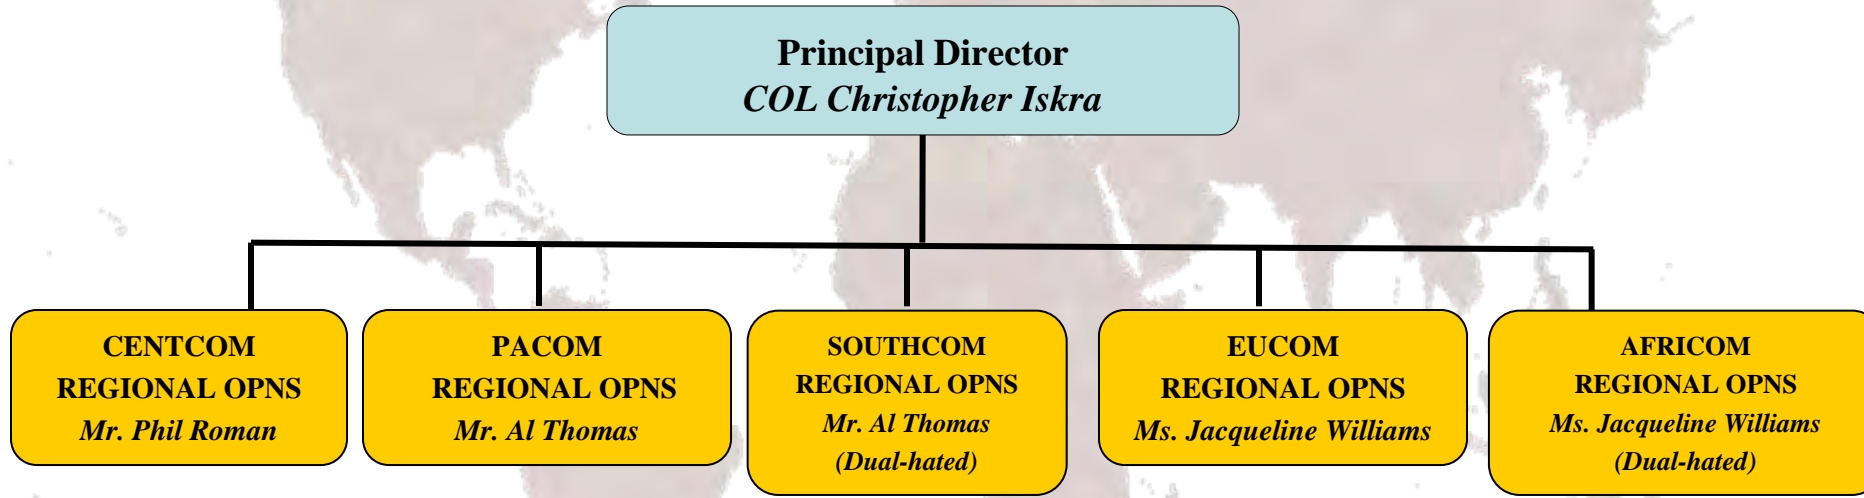 Principal Director
COL Christopher Iskra
CENTCOM
REGIONAL OPNS
Mr. Phil Roman
PACOM
REGIONAL OPNS
Mr. Al Thomas
SOUTHCOM
REGIONAL OPNS
Mr. Al Thomas
(Dual-hated)
EUCOM
REGIONAL OPNS
Ms. Jacqueline Williams
AFRICOM
REGIONAL OPNS
Ms. Jacqueline Williams
(Dual-hated)